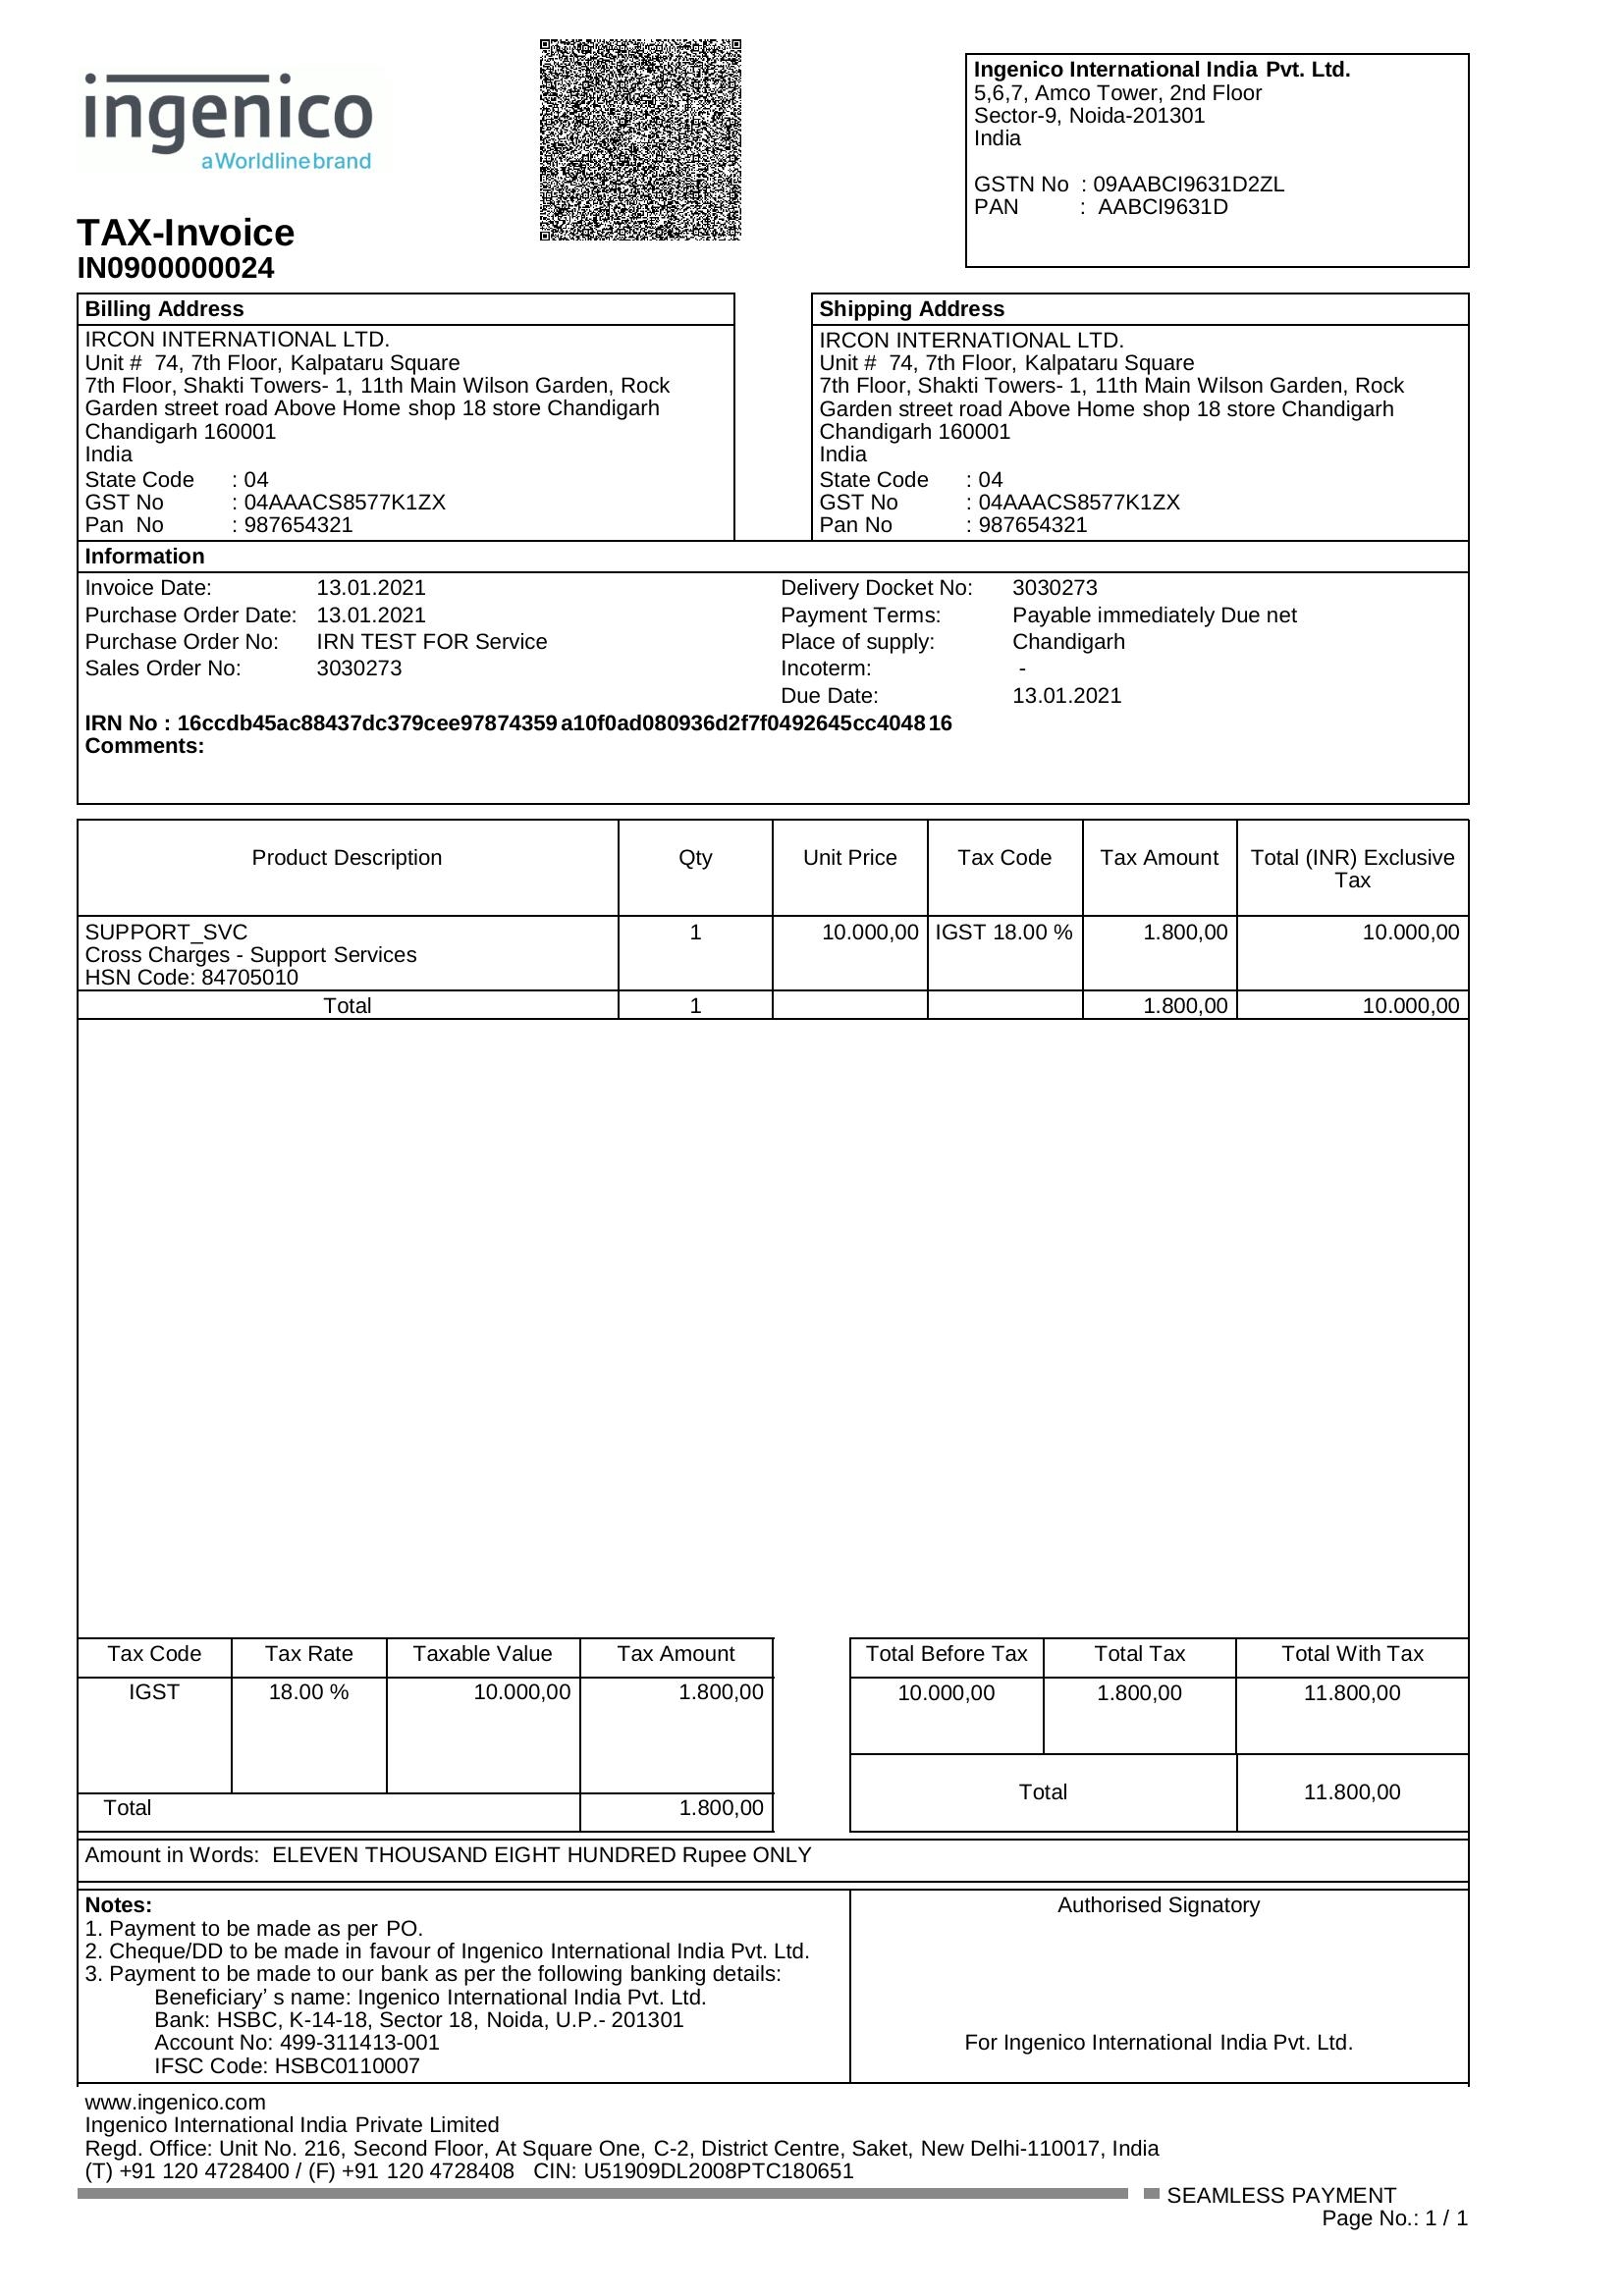 ingenico
a Worldline brand
TAX-Invoice
IN0900000024
Ingenico International India Pvt. Ltd.
5,6,7, Amco Tower, 2nd Floor
Sector-9, Noida-201301
India
GSTN No : 09AABCI9631D2ZL
PAN : AABCI9631D
Billing Address
IRCON INTERNATIONAL LTD.
Unit # 74, 7th Floor, Kalpataru Square
7th Floor, Shakti Towers- 1, 11th Main Wilson Garden, Rock
Garden street road Above Home shop 18 store Chandigarh
Chandigarh 160001
India
State Code : 04
GST No : 04AAACS8577K1ZX
Pan No : 987654321
Shipping Address
IRCON INTERNATIONAL LTD.
Unit # 74, 7th Floor, Kalpataru Square
7th Floor, Shakti Towers- 1, 11th Main Wilson Garden, Rock
Garden street road Above Home shop 18 store Chandigarh
Chandigarh 160001
India
State Code : 04
GST No : 04AAACS8577K1ZX
Pan No : 987654321
Information
Invoice Date: 13.01.2021
Purchase Order Date: 13.01.2021
Purchase Order No: IRN TEST FOR Service
Sales Order No: 3030273
Delivery Docket No: 3030273
Payment Terms: Payable immediately Due net
Place of supply: Chandigarh
Incoterm: -
Due Date: 13.01.2021
IRN No : 16ccdb45ac88437dc379cee97874359a10f0ad080936d2f7f0492645cc404816
Comments:
Product Description Qty Unit Price Tax Code Tax Amount Total (INR) Exclusive
Tax
SUPPORT_SVC 1 10.000,00 IGST 18.00 % 1.800,00 10.000,00
Cross Charges - Support Services
HSN Code: 84705010
Total 1 1.800,00 10.000,00
Tax Code Tax Rate Taxable Value Tax Amount
IGST 18.00 % 10.000,00 1.800,00
Total 1.800,00
Total Before Tax Total Tax Total With Tax
10.000,00 1.800,00 11.800,00
Total 11.800,00
Amount in Words: ELEVEN THOUSAND EIGHT HUNDRED Rupee ONLY
Notes:
1. Payment to be made as per PO.
2. Cheque/DD to be made in favour of Ingenico International India Pvt. Ltd.
3. Payment to be made to our bank as per the following banking details:
Beneficiary’ s name: Ingenico International India Pvt. Ltd.
Bank: HSBC, K-14-18, Sector 18, Noida, U.P.- 201301
Account No: 499-311413-001
IFSC Code: HSBC0110007
Authorised Signatory
For Ingenico International India Pvt. Ltd.
www.ingenico.com
Ingenico International India Private Limited
Regd. Office: Unit No. 216, Second Floor, At Square One, C-2, District Centre, Saket, New Delhi-110017, India
(T) +91 120 4728400 / (F) +91 120 4728408 CIN: U51909DL2008PTC180651
SEAMLESS PAYMENT
Page No.: 1 / 1